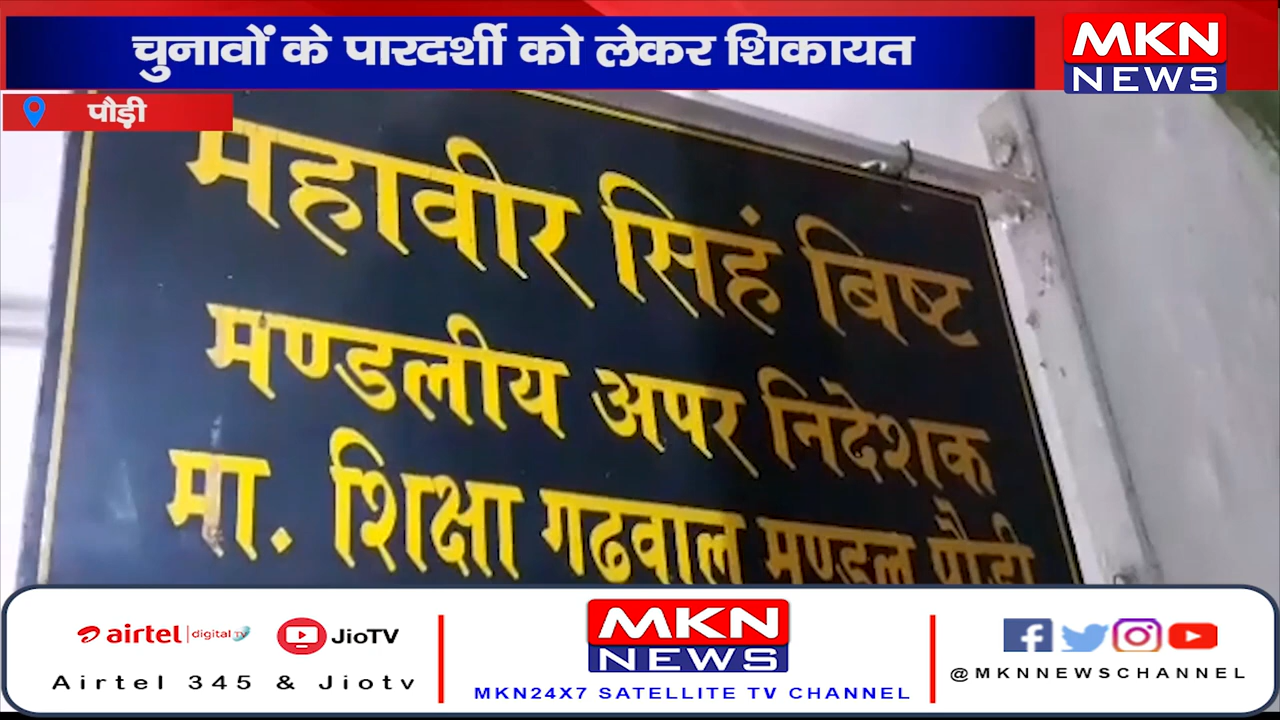 चुनावों के पारदर्शी को लेकर शिकायत
MKN
NEWS
पौड़ी
महावीर सिहं बिष्ट
मण्डलीय अपर निदेशक
मा. शिक्षा गढवाल मण्डल पौडी
airtel digital TV
JioTV
Airtel 345 & Jiotv
MKN
NEWS
MKN24X7 SATELLITE TV CHANNEL
@MKNNEWSCHANNEL